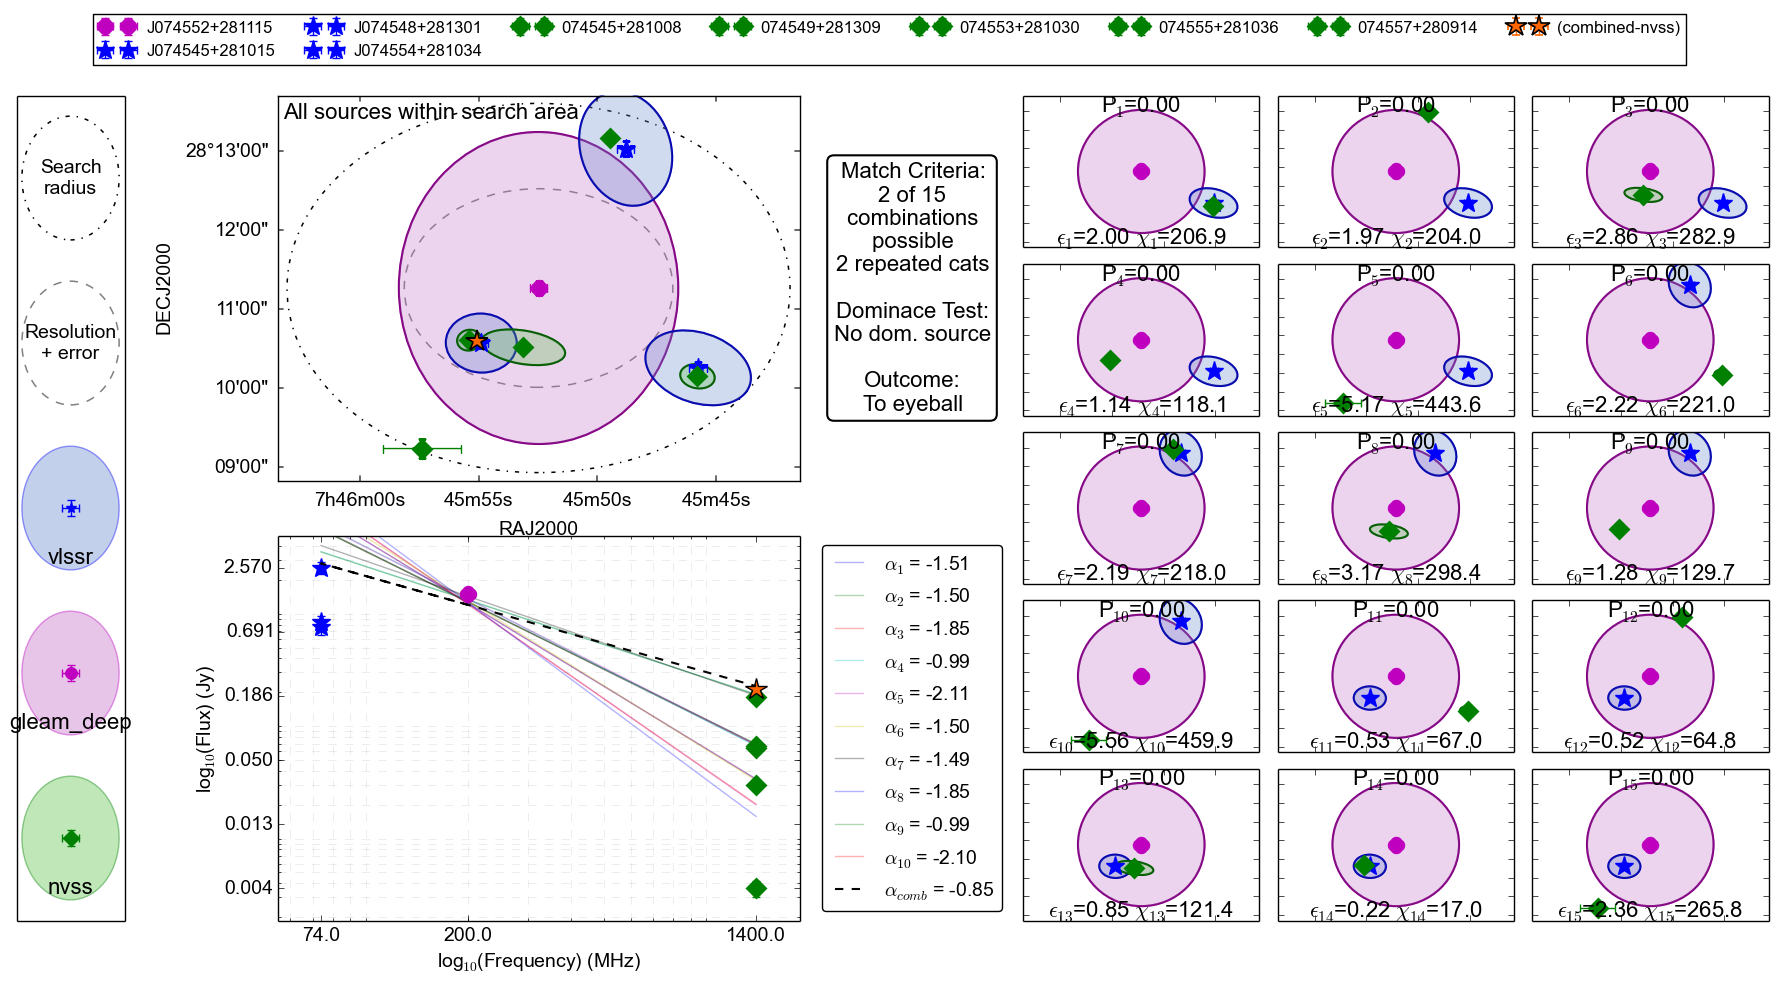 J074552+281115 J074548+281301 074545+281008 074549+281309 074553+281030 074555+281036 074557+280914 (combined-nvss)
J074545+281015 J074554+281034
Search
radius
Resolution
+ error
vlssr
gleam_deep
nvss
All sources within search area
DECJ2000
28°13'00"
12'00"
11'00"
10'00"
09'00"
7h46m00s 45m55s 45m50s 45m45s
RAJ2000
Match Criteria:
2 of 15
combinations
possible
2 repeated cats
Dominace Test:
No dom. source
Outcome:
To eyeball
log₁₀(Flux) (Jy)
2.570
0.691
0.186
0.050
0.013
0.004
74.0 200.0 1400.0
log₁₀(Frequency) (MHz)
α₁ = -1.51
α₂ = -1.50
α₃ = -1.85
α₄ = -0.99
α₅ = -2.11
α₆ = -1.50
α₇ = -1.49
α₈ = -1.85
α₉ = -0.99
α₁₀ = -2.10
α_comb = -0.85
P₁=0.00 P₂=0.00 P₃=0.00
ϵ₁=2.00 χ₁=206.9 ϵ₂=1.97 χ₂=204.0 ϵ₃=2.86 χ₃=282.9
P₄=0.00 P₅=0.00 P₆=0.00
ϵ₄=1.14 χ₄=118.1 ϵ₅=5.17 χ₅=443.6 ϵ₆=2.22 χ₆=221.0
P₇=0.00 P₈=0.00 P₉=0.00
ϵ₇=2.19 χ₇=218.0 ϵ₈=3.17 χ₈=298.4 ϵ₉=1.28 χ₉=129.7
P₁₀=0.00 P₁₁=0.00 P₁₂=0.00
ϵ₁₀=5.56 χ₁₀=459.9 ϵ₁₁=0.53 χ₁₁=67.0 ϵ₁₂=0.52 χ₁₂=64.8
P₁₃=0.00 P₁₄=0.00 P₁₅=0.00
ϵ₁₃=0.85 χ₁₃=121.4 ϵ₁₄=0.22 χ₁₄=17.0 ϵ₁₅=2.36 χ₁₅=265.8